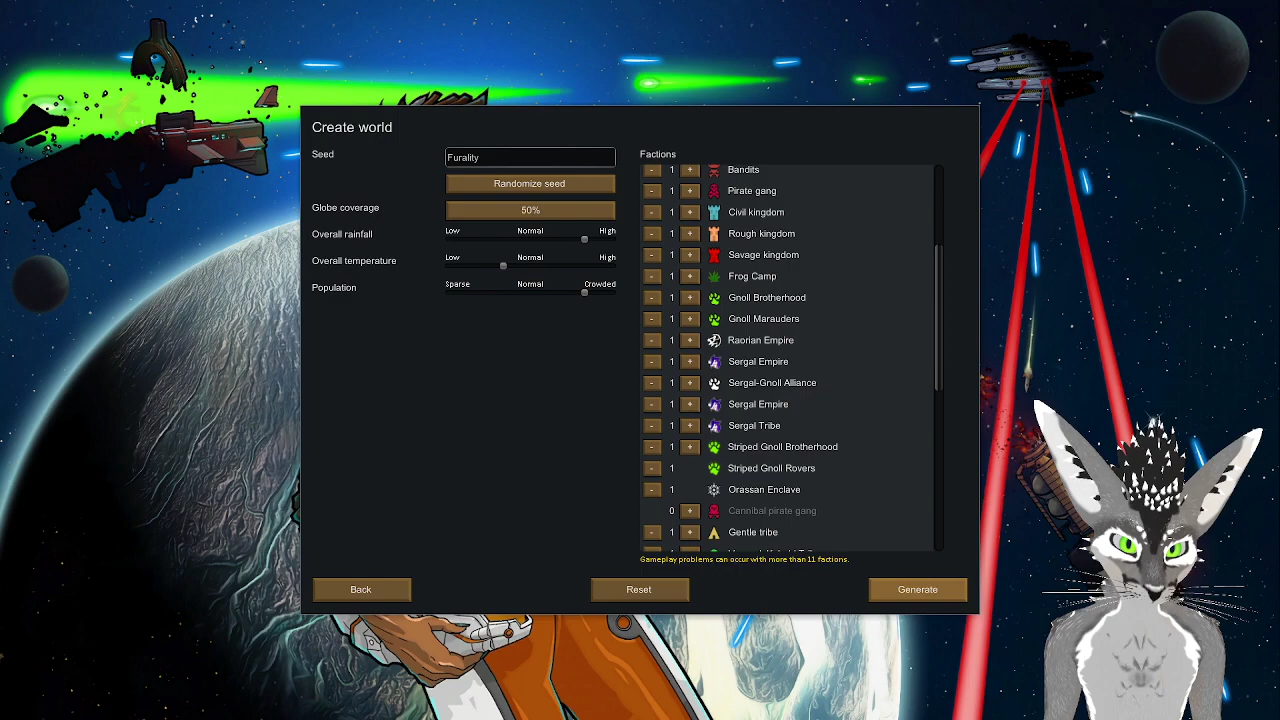 Create world
Seed
Furality
Randomize seed
Globe coverage
50%
Overall rainfall
Low Normal High
Overall temperature
Low Normal High
Population
Sparse Normal Crowded
Factions
- 1 + Bandits
- 1 + Pirate gang
- 1 + Civil kingdom
- 1 + Rough kingdom
- 1 + Savage kingdom
- 1 + Frog Camp
- 1 + Gnoll Brotherhood
- 1 + Gnoll Marauders
- 1 + Raorian Empire
- 1 + Sergal Empire
- 1 + Sergal-Gnoll Alliance
- 1 + Sergal Empire
- 1 + Sergal Tribe
- 1 + Striped Gnoll Brotherhood
- 1 Striped Gnoll Rovers
- 1 Orassan Enclave
0 + Cannibal pirate gang
- 1 + Gentle tribe
Gameplay problems can occur with more than 11 factions.
Back
Reset
Generate